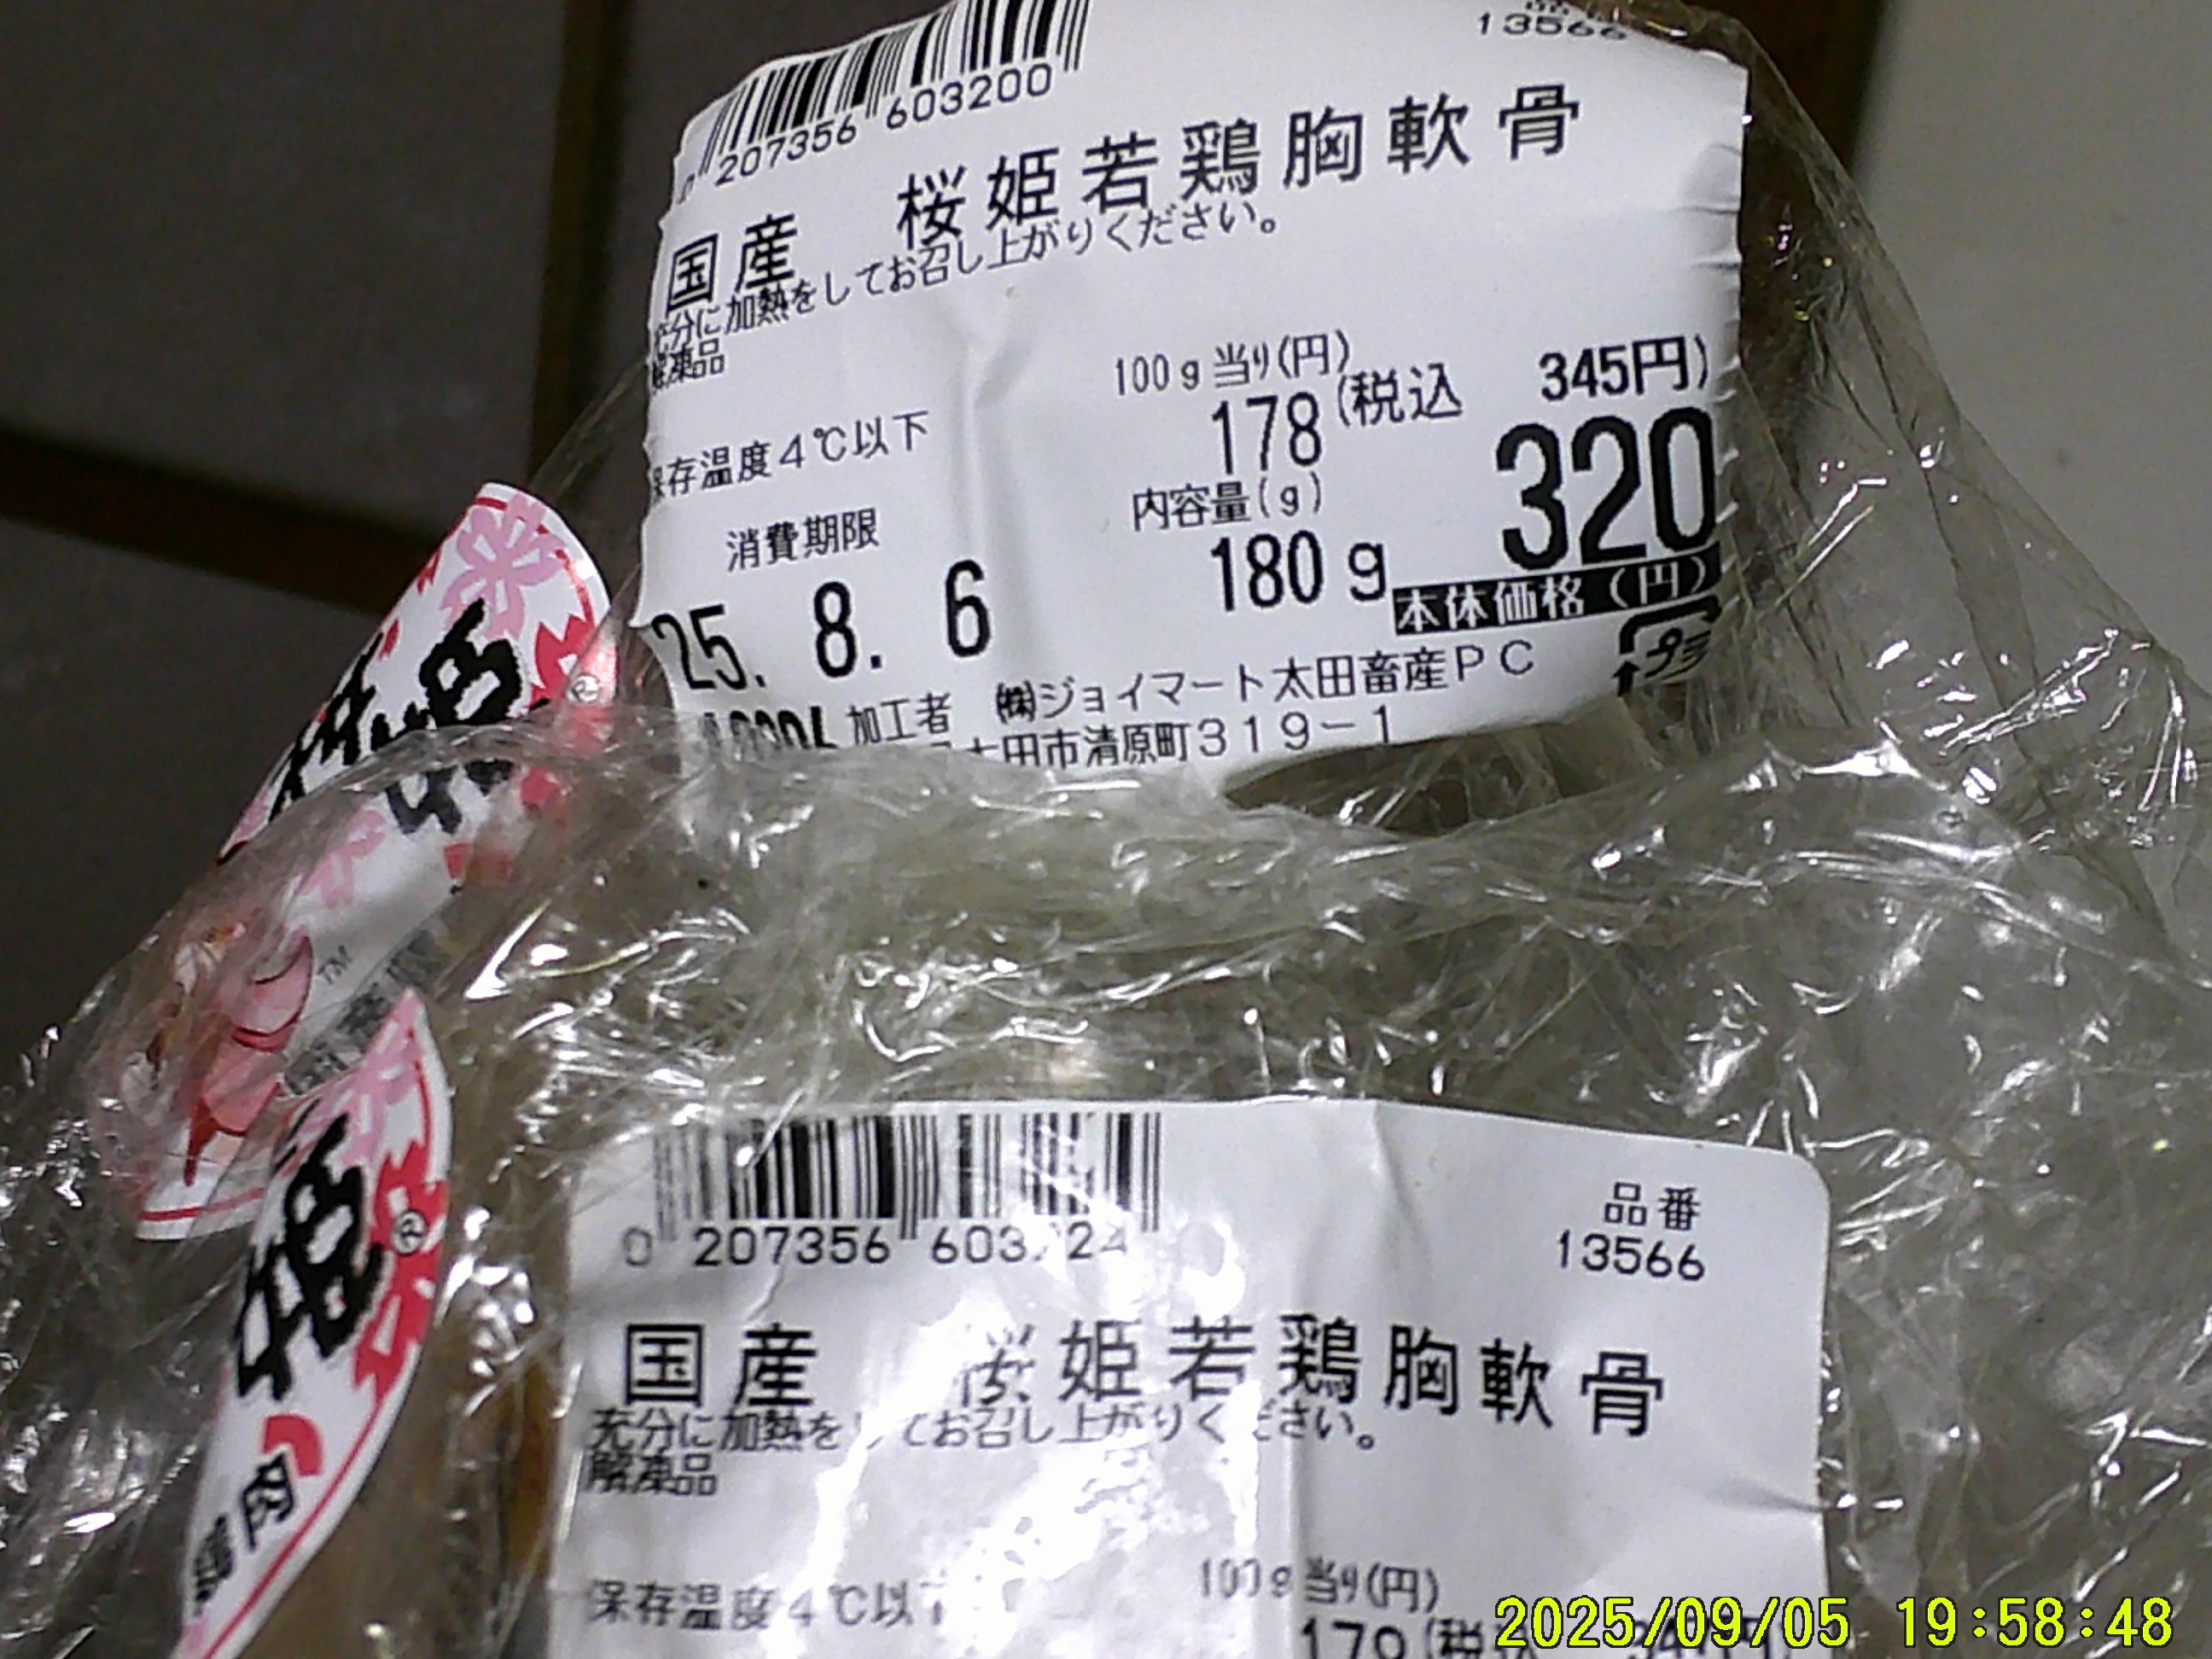 13566
0 207356 603200
国産 桜姫若鶏胸軟骨
充分に加熱をしてお召し上がりください。
解凍品
100g当り(円)
178
(税込 345円)
保存温度4℃以下
内容量(g)
180g
320
本体価格(円)
消費期限
25. 8. 6
プラ
加工者 ㈱ジョイマート太田畜産PC
太田市清原町319-1
桜姫
®
TM
姫
®
鶏肉
0 207356
品番
13566
国産 桜姫若鶏胸軟骨
充分に加熱をしてお召し上がりください。
解凍品
保存温度4℃以下
100g当り(円)
2025/09/05 19:58:48